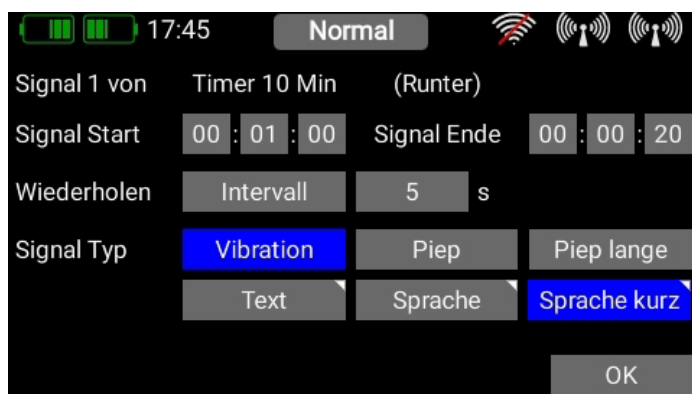 17:45 Normal
Signal 1 von Timer 10 Min (Runter)
Signal Start 00 : 01 : 00 Signal Ende 00 : 00 : 20
Wiederholen Intervall 5 s
Signal Typ Vibration Piep Piep lange
Text Sprache Sprache kurz
OK